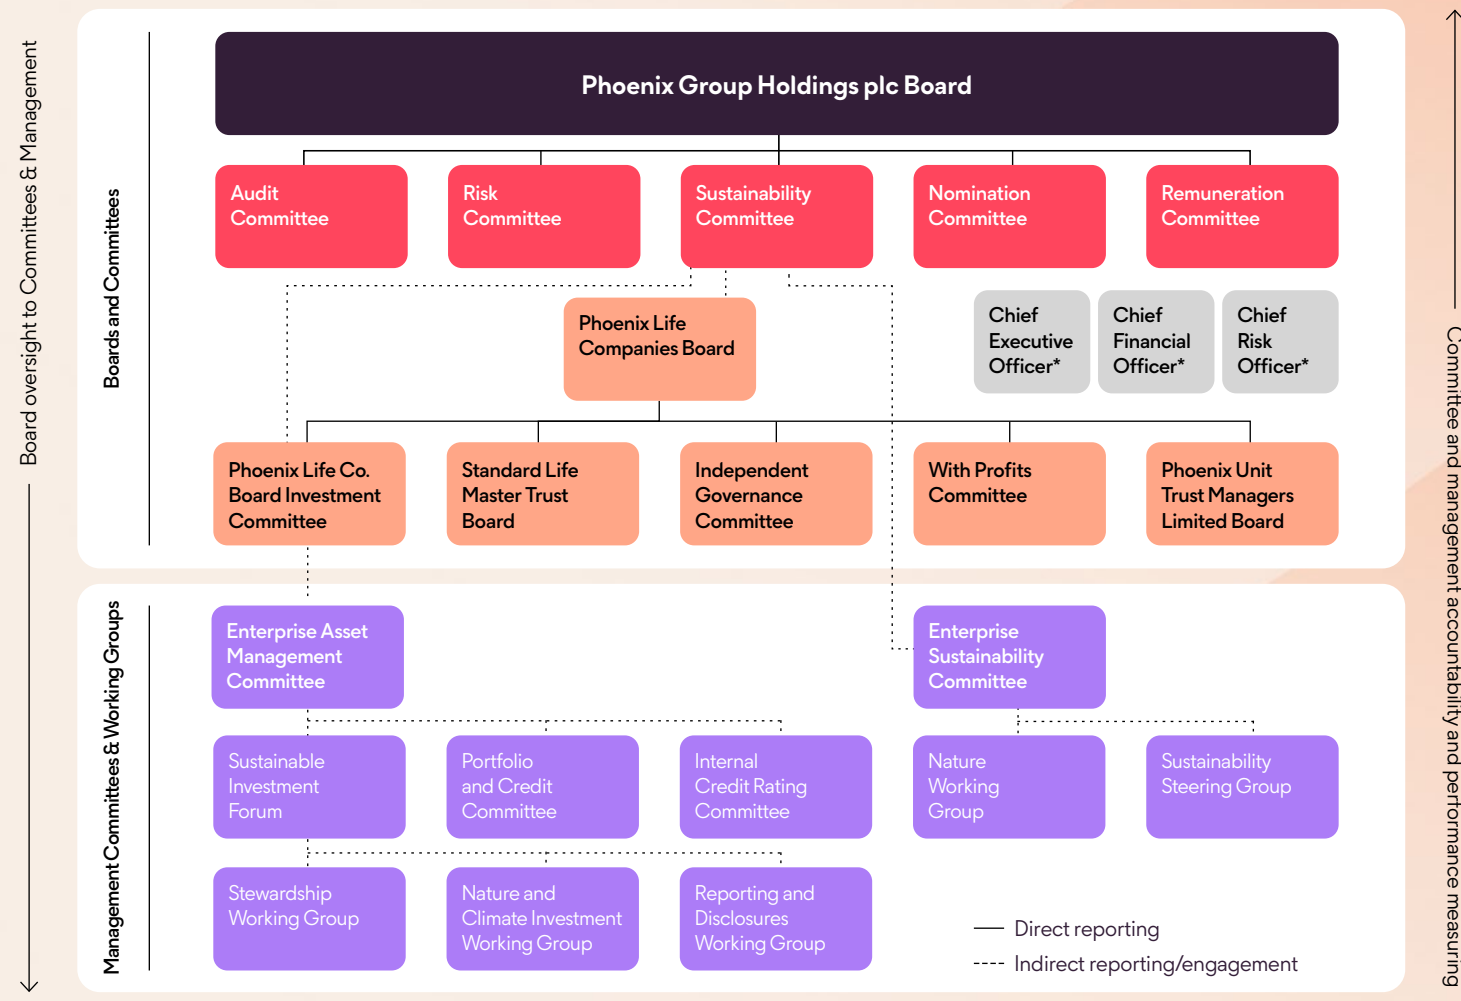 Board oversight to Committees & Management
Boards and Committees
Phoenix Group Holdings plc Board
Audit
Committee
Risk
Committee
Sustainability
Committee
Nomination
Committee
Remuneration
Committee
Phoenix Life
Companies Board
Chief
Executive
Officer*
Chief
Financial
Officer*
Chief
Risk
Officer*
Phoenix Life Co.
Board Investment
Committee
Standard Life
Master Trust
Board
Independent
Governance
Committee
With Profits
Committee
Phoenix Unit
Trust Managers
Limited Board
Management Committees & Working Groups
Enterprise Asset
Management
Committee
Enterprise
Sustainability
Committee
Sustainable
Investment
Forum
Portfolio
and Credit
Committee
Internal
Credit Rating
Committee
Nature
Working
Group
Sustainability
Steering Group
Stewardship
Working Group
Nature and
Climate Investment
Working Group
Reporting and
Disclosures
Working Group
Direct reporting
Indirect reporting/engagement
Committee and management accountability and performance measuring